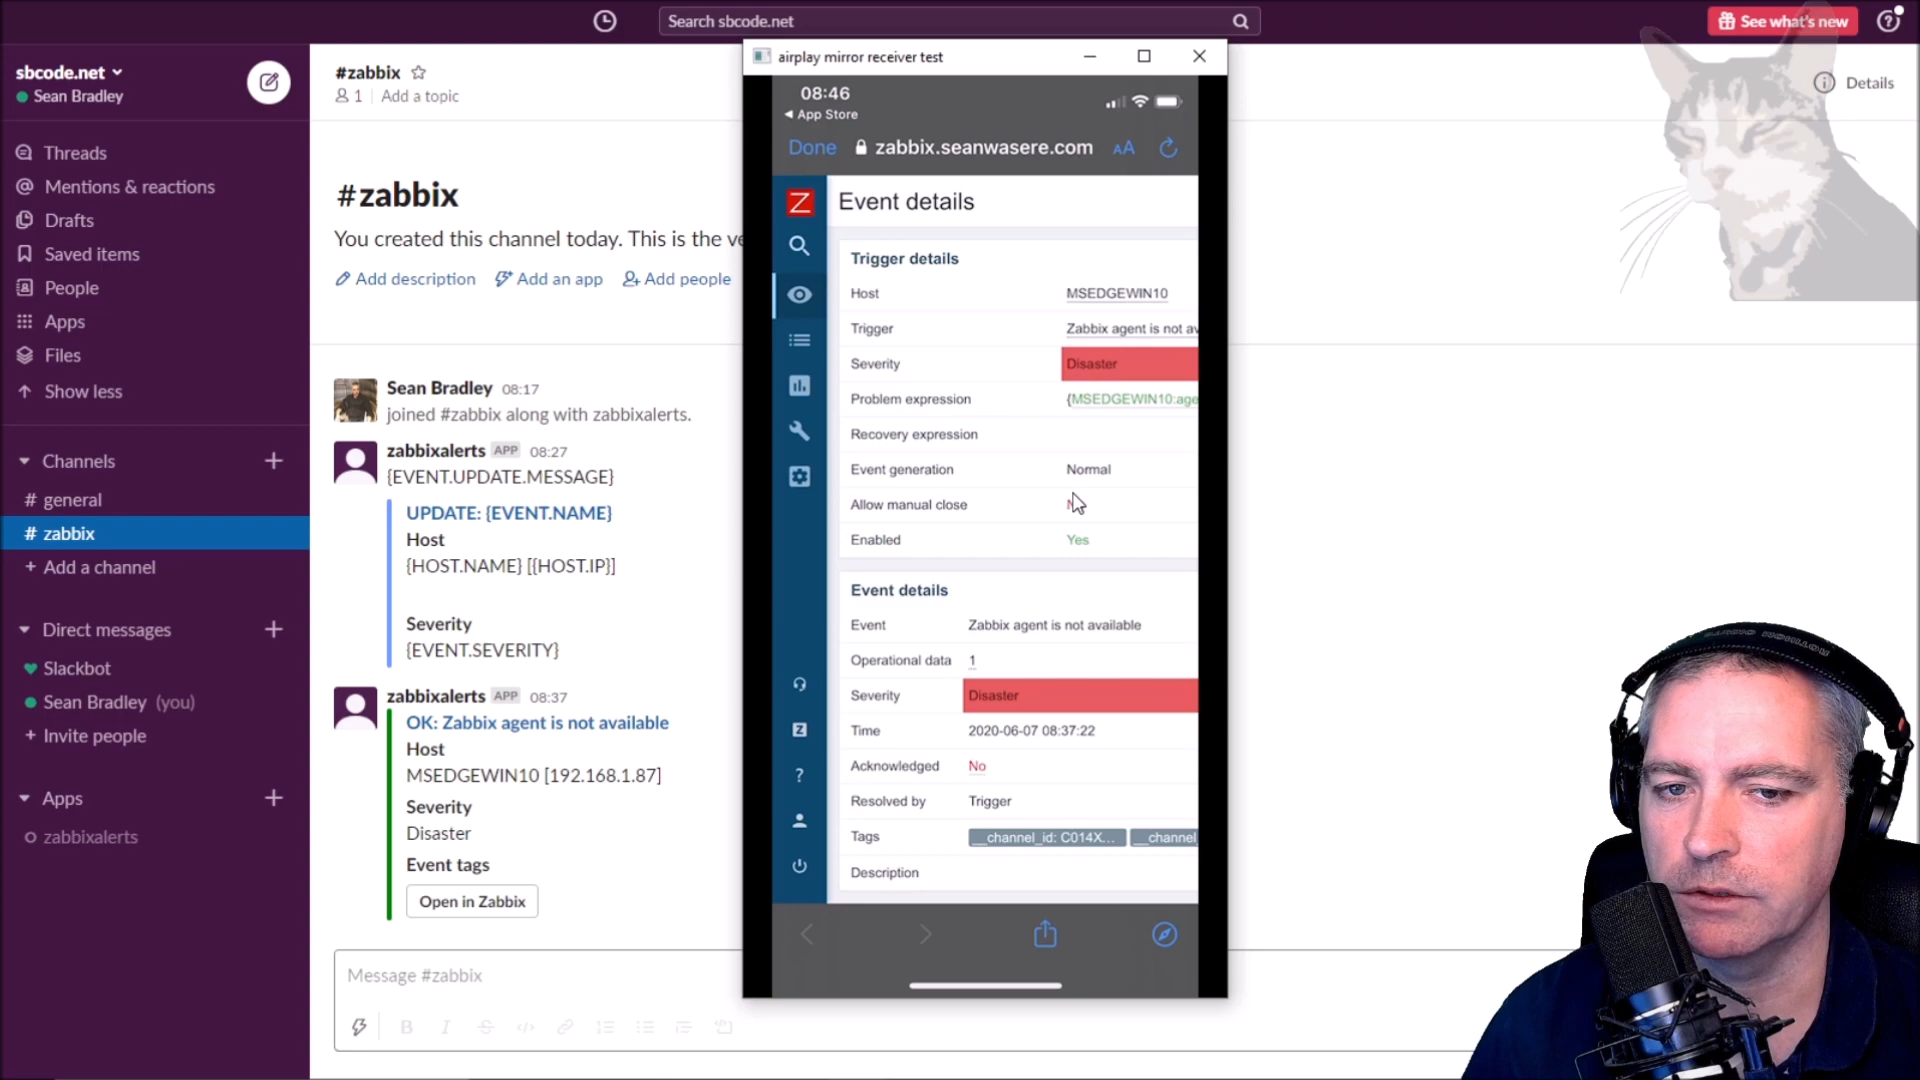 Search sbcode.net
See what's new
sbcode.net
Sean Bradley
Threads
Mentions & reactions
Drafts
Saved items
People
Apps
Files
Show less
Channels
# general
# zabbix
+ Add a channel
Direct messages
Slackbot
Sean Bradley (you)
+ Invite people
Apps
zabbixalerts
#zabbix
1 | Add a topic
Details
#zabbix
You created this channel today. This is the
Add description
Add an app
Add people
Sean Bradley 08:17
joined #zabbix along with zabbixalerts.
zabbixalerts APP 08:27
{EVENT.UPDATE.MESSAGE}
UPDATE: {EVENT.NAME}
Host
{HOST.NAME} [{HOST.IP}]
Severity
{EVENT.SEVERITY}
zabbixalerts APP 08:37
OK: Zabbix agent is not available
Host
MSEDGEWIN10 [192.168.1.87]
Severity
Disaster
Event tags
Open in Zabbix
Message #zabbix
airplay mirror receiver test
08:46
App Store
Done zabbix.seanwasere.com AA
Z
Event details
Trigger details
Host MSEDGEWIN10
Trigger Zabbix agent is not
Severity Disaster
Problem expression {MSEDGEWIN10:age
Recovery expression
Event generation Normal
Allow manual close
Enabled Yes
Event details
Event Zabbix agent is not available
Operational data 1
Severity Disaster
Time 2020-06-07 08:37:22
Acknowledged No
Resolved by Trigger
Tags __channel_id: C014X... __channel
Description